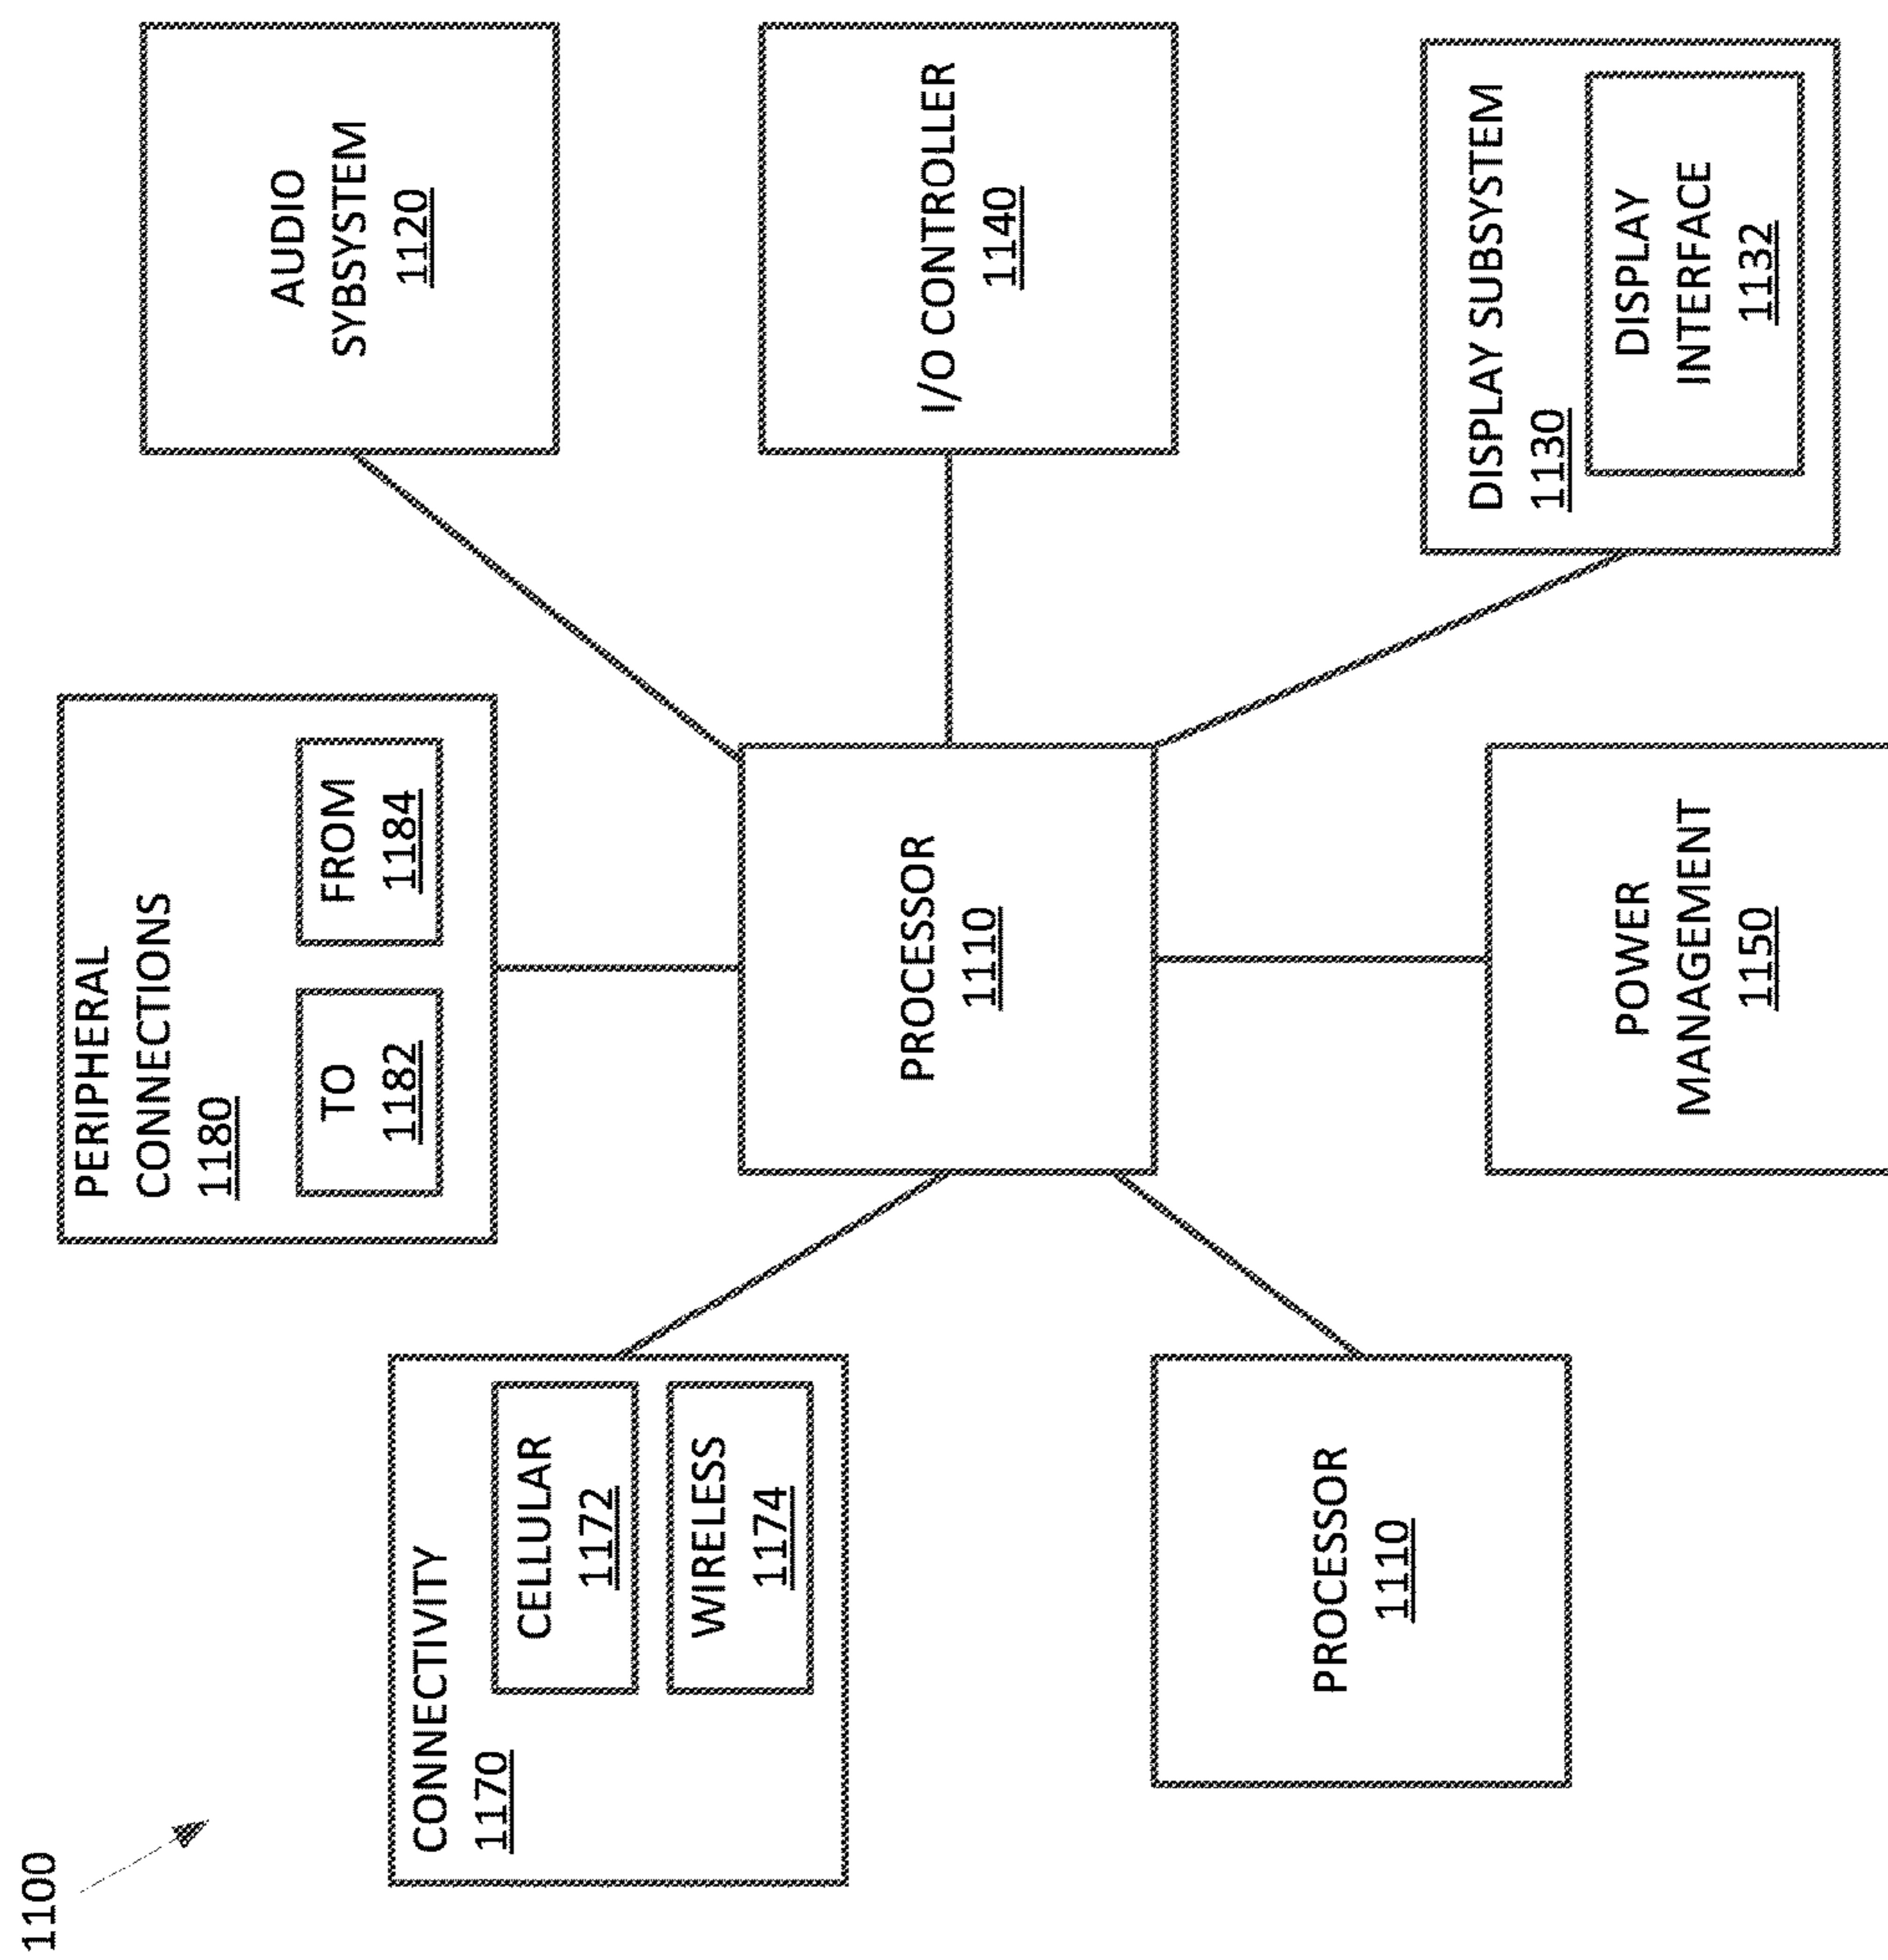 1100
CONNECTIVITY
1170
CELLULAR
1172
WIRELESS
1174
PROCESSOR
1110
PERIPHERAL
CONNECTIONS
1180
TO
1182
FROM
1184
PROCESSOR
1110
POWER
MANAGEMENT
1150
AUDIO
SYBSYSTEM
1120
I/O CONTROLLER
1140
DISPLAY SUBSYSTEM
1130
DISPLAY
INTERFACE
1132